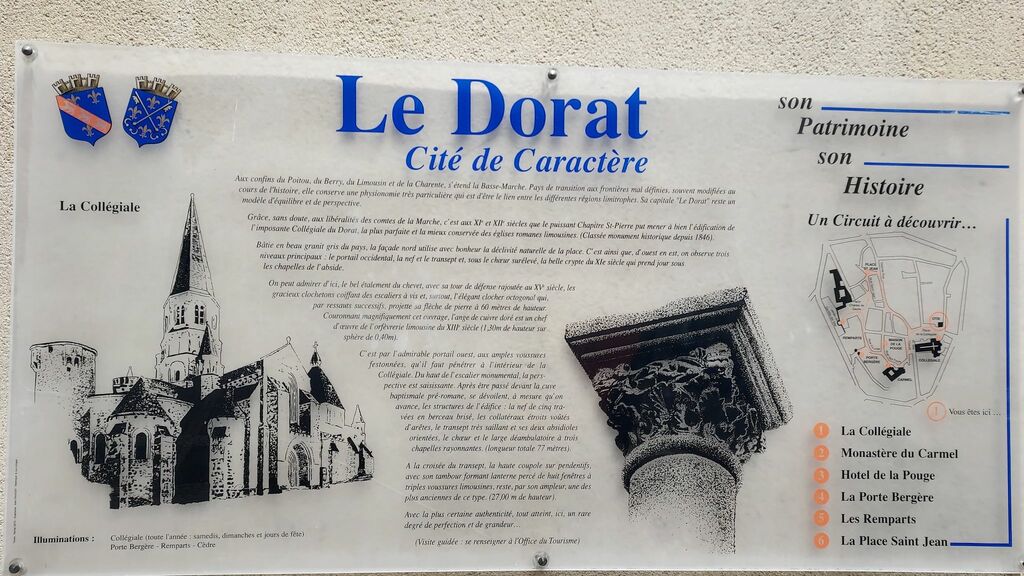 Le Dorat
Cité de Caractère
Aux confins du Poitou, du Berry, du Limousin et de la Charente, s'étend la Basse-Marche. Pays de transition aux frontières mal définies, souvent modifiées au
cours de l'histoire, elle conserve une physionomie très particulière qui est d'être le lien entre les différentes régions limitrophes. Sa capitale "Le Dorat" reste un
modèle d'équilibre et de perspective.
Grâce, sans doute, aux libéralités des comtes de la Marche, c'est aux XIᵉ et XIIᵉ siècles que le puissant Chapitre St-Pierre put mener à bien l'édification de
l'imposante Collégiale du Dorat, la plus parfaite et la mieux conservée des églises romanes limousines. (Classée monument historique depuis 1846).
Bâtie en beau granit gris du pays, la façade nord utilise avec bonheur la déclivité naturelle de la place. C'est ainsi que, d'ouest en est, on observe trois
niveaux principaux : le portail occidental, la nef et le transept et, sous le chœur surélevé, la belle crypte du XIe siècle qui prend jour sous
les chapelles de l'abside.
On peut admirer d'ici, le bel étalement du chevet, avec sa tour de défense rajoutée au XVᵉ siècle, les
gracieux clochetons coiffant des escaliers à vis et, surtout, l'élégant clocher octogonal qui,
par ressauts successifs, projette sa flèche de pierre à 60 mètres de hauteur.
Couronnant magnifiquement cet ouvrage, l'ange de cuivre doré est un chef
d'œuvre de l'orfèvrerie limousine du XIIIᵉ siècle (1,30m de hauteur sur
sphère de 0,40m).
C'est par l'admirable portail ouest, aux amples voussures
festonnées, qu'il faut pénétrer à l'intérieur de la
Collégiale. Du haut de l'escalier monumental, la pers-
pective est saisissante. Après être passé devant la cuve
baptismale pré-romane, se dévoilent, à mesure qu'on
avance, les structures de l'édifice : la nef de cinq tra-
vées en berceau brisé, les collatéraux étroits voûtés
d'arêtes, le transept très saillant et ses deux absidioles
orientées, le chœur et le large déambulatoire à trois
chapelles rayonnantes. (longueur totale 77 mètres).
A la croisée du transept, la haute coupole sur pendentifs,
avec son tambour formant lanterne percé de huit fenêtres à
triples voussures limousines, reste, par son ampleur, une des
plus anciennes de ce type. (27,00 m de hauteur).
Avec la plus certaine authenticité, tout atteint, ici, un rare
degré de perfection et de grandeur...
(Visite guidée : se renseigner à l'Office du Tourisme)
La Collégiale
Illuminations :
Collégiale (toute l'année : samedis, dimanches et jours de fête)
Porte Bergère - Remparts - Cèdre
son
Patrimoine
son
Histoire
Un Circuit à découvrir...
PLACE
ST JEAN
REMPARTS
PORTE
BERGÈRE
MAISON
DE LA
POUGE
COLLÉGIALE
CARMEL
Vous êtes ici ...
1 La Collégiale
2 Monastère du Carmel
3 Hotel de la Pouge
4 La Porte Bergère
5 Les Remparts
6 La Place Saint Jean